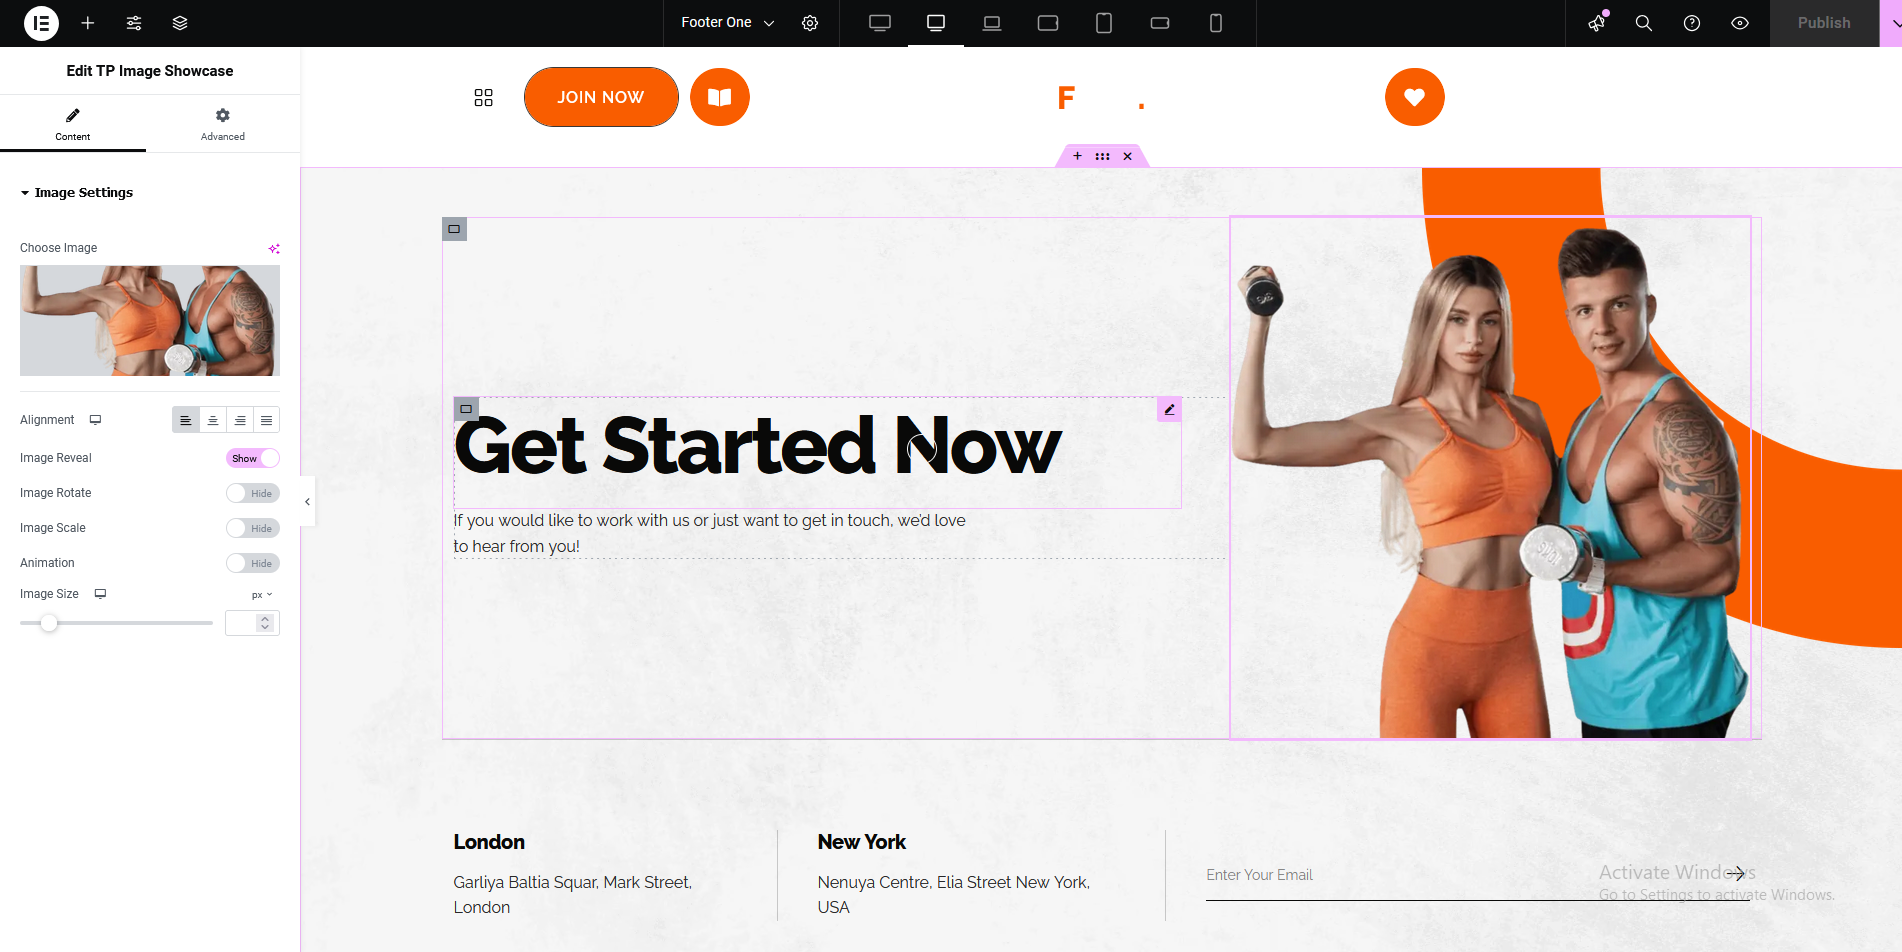 Footer One
Publish
Edit TP Image Showcase
Content
Advanced
Image Settings
Choose Image
Alignment
Image Reveal
Show
Image Rotate
Hide
Image Scale
Hide
Animation
Hide
Image Size
px
JOIN NOW
F .
Get Started Now
If you would like to work with us or just want to get in touch, we'd love
to hear from you!
London
Garliya Baltia Squar, Mark Street,
London
New York
Nenuya Centre, Elia Street New York,
USA
Enter Your Email
Activate Windows
Go to Settings to activate Windows.